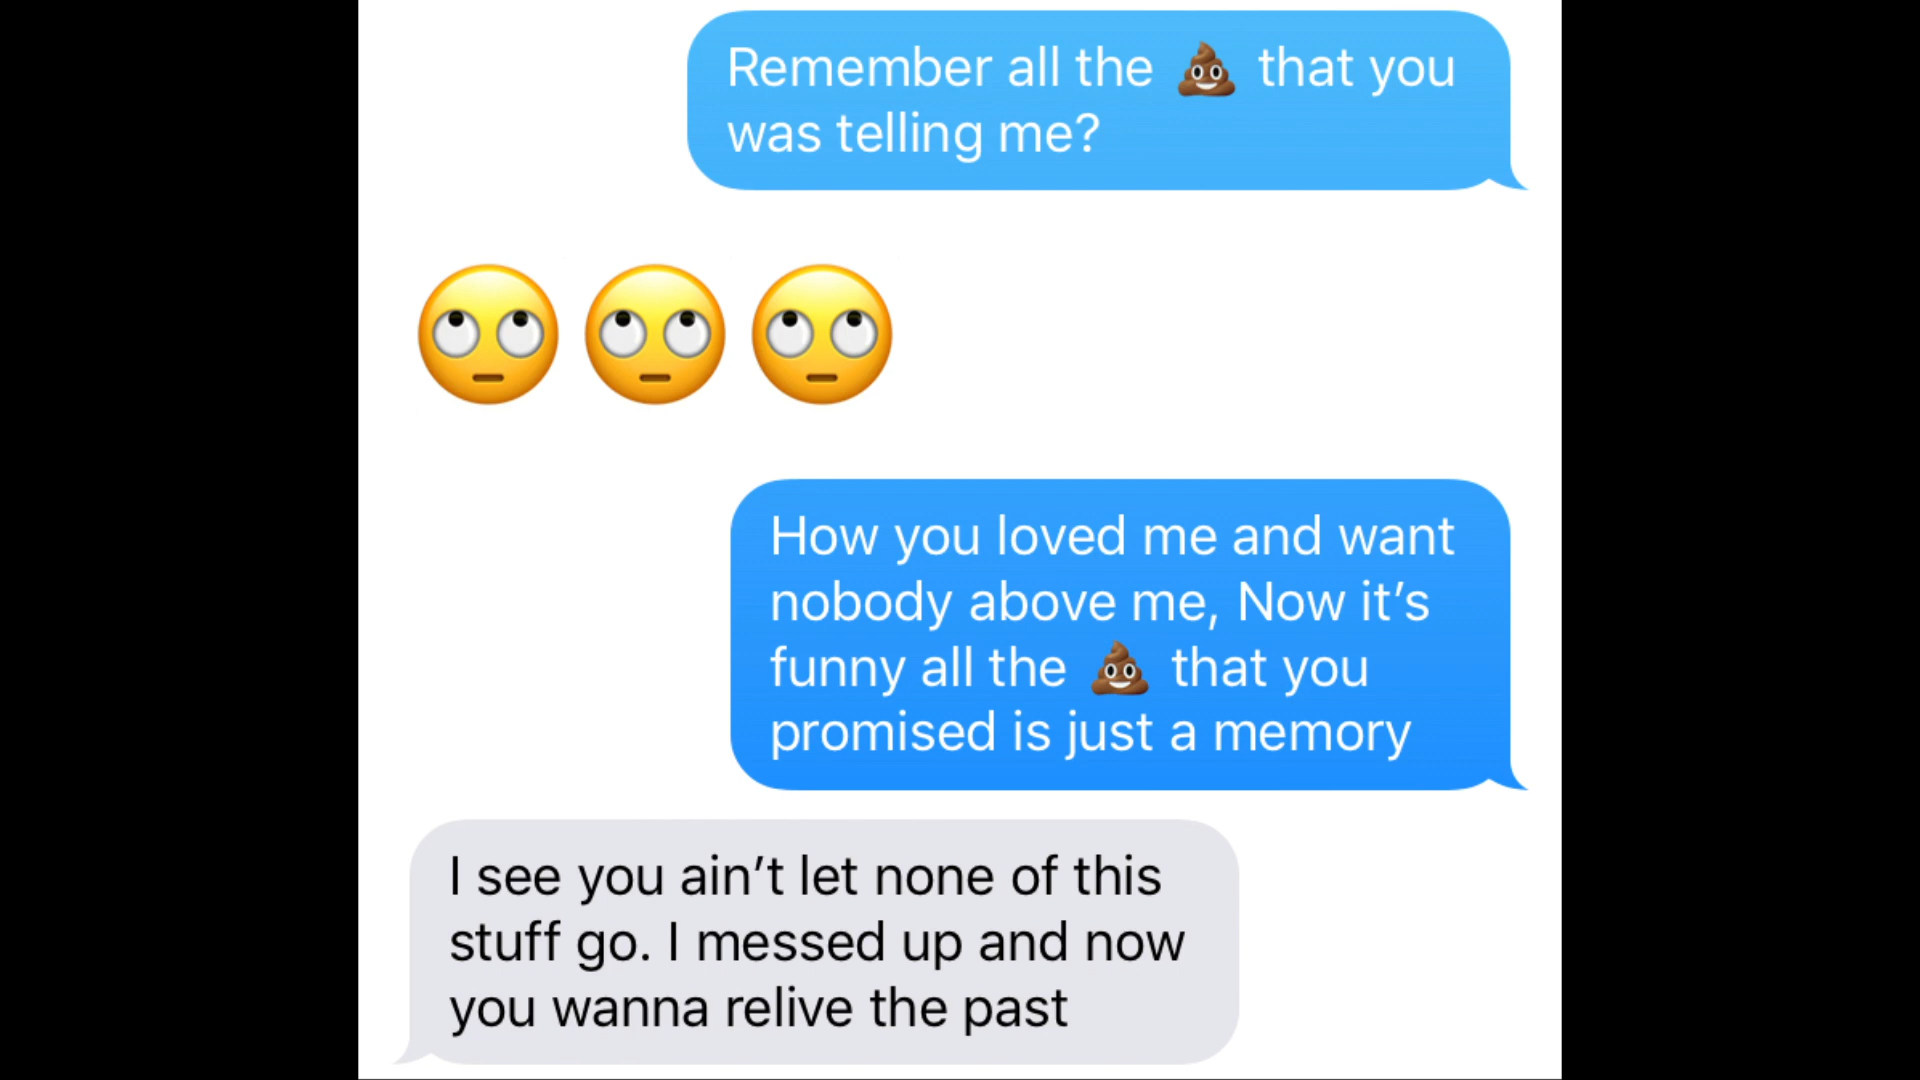 Remember all the 💩 that you
was telling me?
🙄🙄🙄
How you loved me and want
nobody above me, Now it’s
funny all the 💩 that you
promised is just a memory
I see you ain’t let none of this
stuff go. I messed up and now
you wanna relive the past